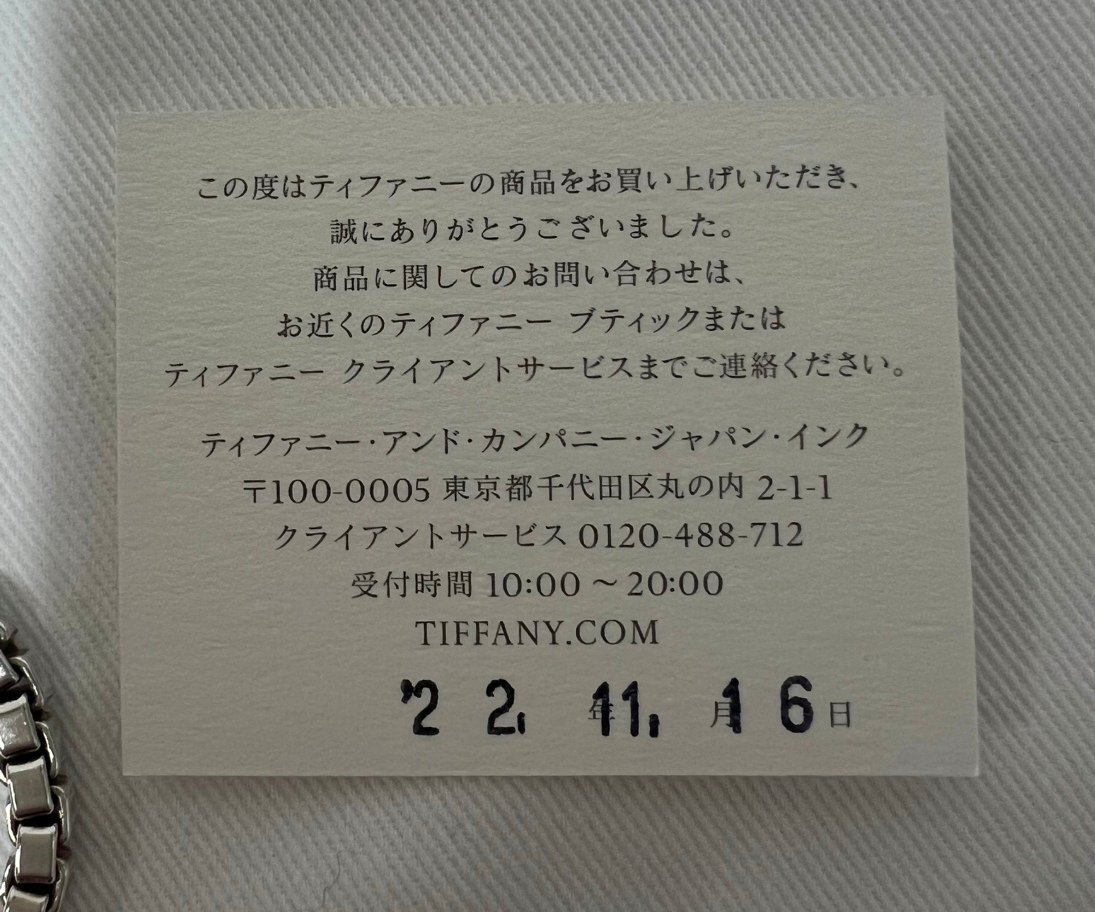 この度はティファニーの商品をお買い上げいただき、
誠にありがとうございました。
商品に関してのお問い合わせは、
お近くのティファニー ブティックまたは
ティファニー クライアントサービスまでご連絡ください。
ティファニー・アンド・カンパニー・ジャパン・インク
〒100-0005 東京都千代田区丸の内 2-1-1
クライアントサービス 0120-488-712
受付時間 10:00 ～ 20:00
TIFFANY.COM
'22. 年11. 月16日